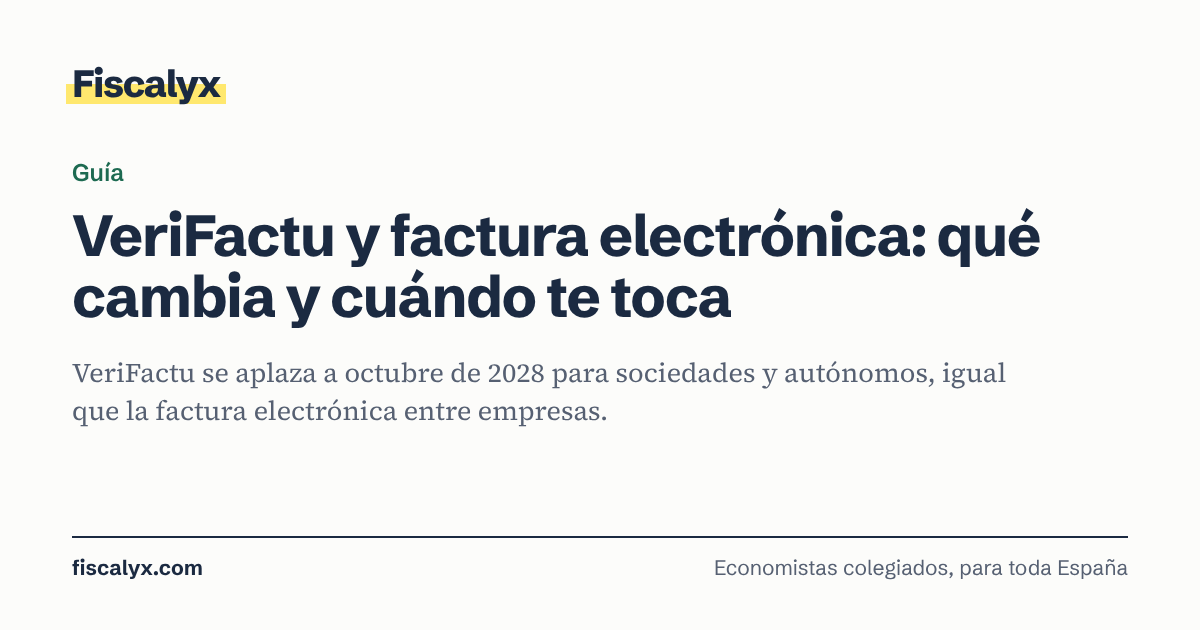 Fiscalyx
Guía
VeriFactu y factura electrónica: qué
cambia y cuándo te toca
VeriFactu se aplaza a octubre de 2028 para sociedades y autónomos, igual
que la factura electrónica entre empresas.
fiscalyx.com
Economistas colegiados, para toda España